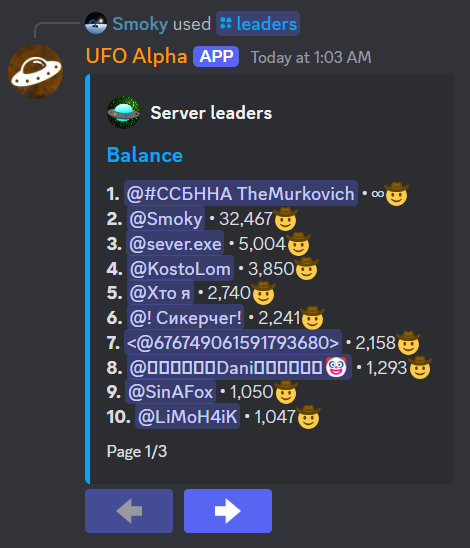 Smoky used leaders
UFO Alpha APP Today at 1:03 AM
Server leaders
Balance
1. @#ССБННА TheMurkovich • ∞🤠
2. @Smoky • 32,467🤠
3. @sever.exe • 5,004🤠
4. @KostoLom • 3,850🤠
5. @Хто я • 2,740🤠
6. @! Сикерчег! • 2,241🤠
7. <@676749061591793680> • 2,158🤠
8. @▯▯▯▯▯▯Dani▯▯▯▯▯▯🤡 • 1,293🤠
9. @SinAFox • 1,050🤠
10. @LiMoH4iK • 1,047🤠
Page 1/3